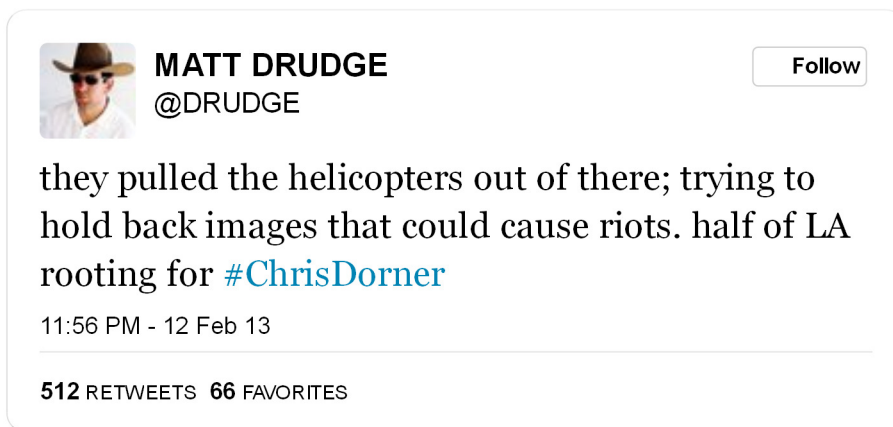 MATT DRUDGE
@DRUDGE
Follow
they pulled the helicopters out of there; trying to
hold back images that could cause riots. half of LA
rooting for #ChrisDorner
11:56 PM - 12 Feb 13
512 RETWEETS 66 FAVORITES